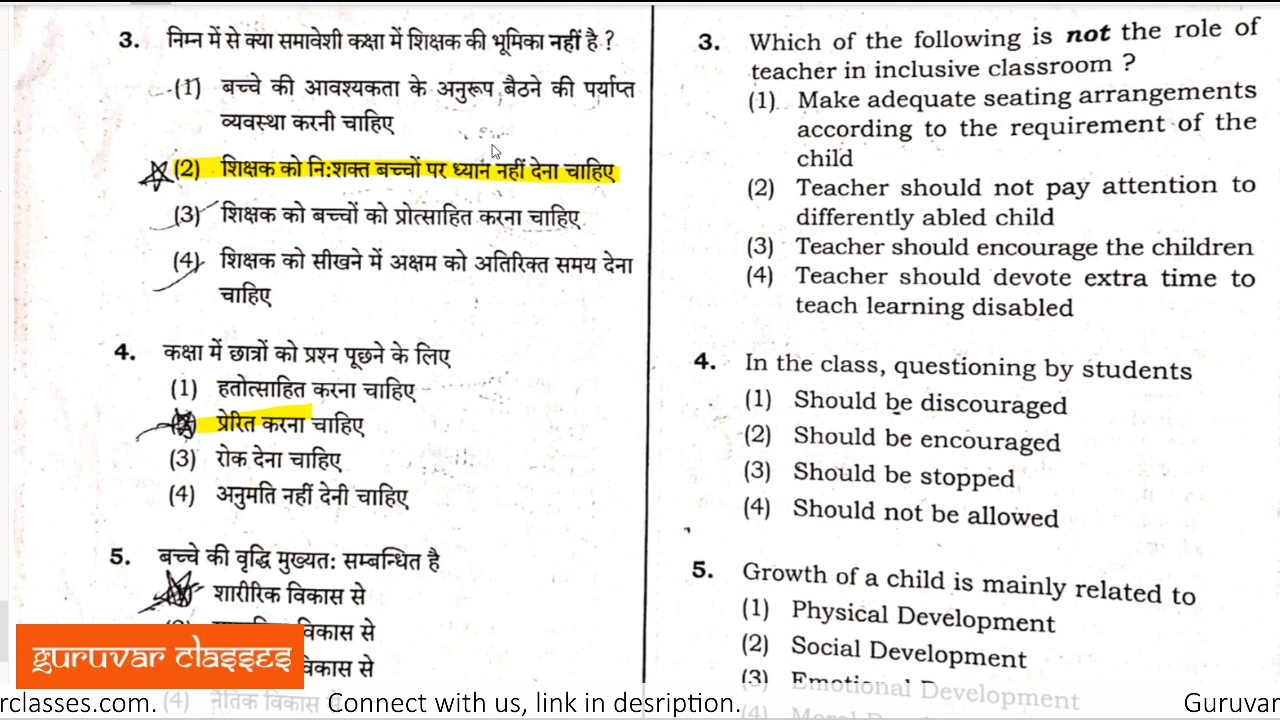 3. निम्न में से क्या समावेशी कक्षा में शिक्षक की भूमिका नहीं है ?
(1) बच्चे की आवश्यकता के अनुरूप बैठने की पर्याप्त
व्यवस्था करनी चाहिए
(2) शिक्षक को नि:शक्त बच्चों पर ध्यान नहीं देना चाहिए
(3) शिक्षक को बच्चों को प्रोत्साहित करना चाहिए
(4) शिक्षक को सीखने में अक्षम को अतिरिक्त समय देना
चाहिए
4. कक्षा में छात्रों को प्रश्न पूछने के लिए
(1) हतोत्साहित करना चाहिए
प्रेरित करना चाहिए
(3) रोक देना चाहिए
(4) अनुमति नहीं देनी चाहिए
5. बच्चे की वृद्धि मुख्यत: सम्बन्धित है
शारीरिक विकास से
विकास से
विकास से
(4) नैतिक विकास
3. Which of the following is not the role of
teacher in inclusive classroom ?
(1) Make adequate seating arrangements
according to the requirement of the
child
(2) Teacher should not pay attention to
differently abled child
(3) Teacher should encourage the children
(4) Teacher should devote extra time to
teach learning disabled
4. In the class, questioning by students
(1) Should be discouraged
(2) Should be encouraged
(3) Should be stopped
(4) Should not be allowed
5. Growth of a child is mainly related to
(1) Physical Development
(2) Social Development
(3) Emotional Development
(4) Moral
GURUVAR CLASSES
rclasses.com. Connect with us, link in desription. Guruvar